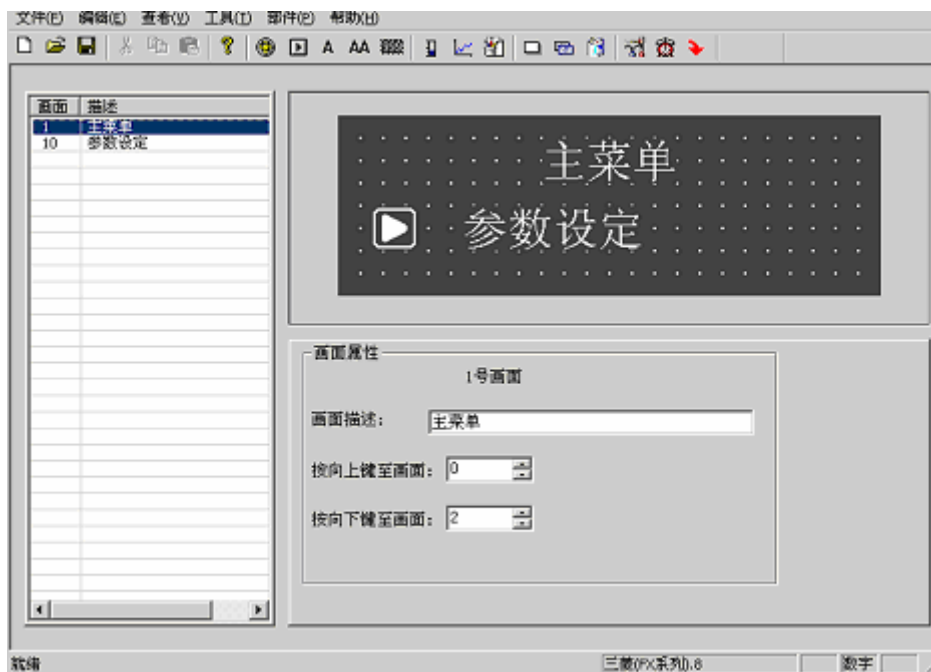 文件(F) 编辑(E) 查看(V) 工具(T) 部件(P) 帮助(H)
A AA
画面 描述
1 主菜单
10 参数设定
主菜单
参数设定
画面属性
1号画面
画面描述： 主菜单
按向上键至画面： 0
按向下键至画面： 2
就绪 三菱(FX系列).8 数字